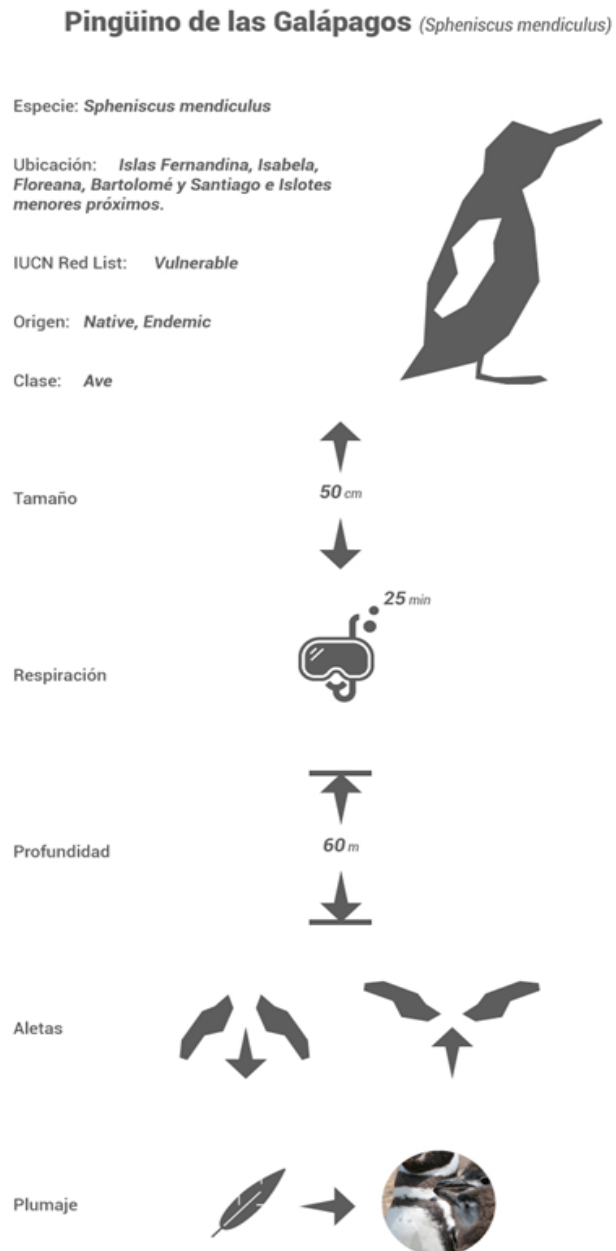 Pingüino de las Galápagos (Spheniscus mendiculus)
Especie: Spheniscus mendiculus
Ubicación: Islas Fernandina, Isabela,
Floreana, Bartolomé y Santiago e Islotes
menores próximos.
IUCN Red List: Vulnerable
Origen: Native, Endemic
Clase: Ave
Tamaño
50 cm
25 min
Respiración
Profundidad
60 m
Aletas
Plumaje